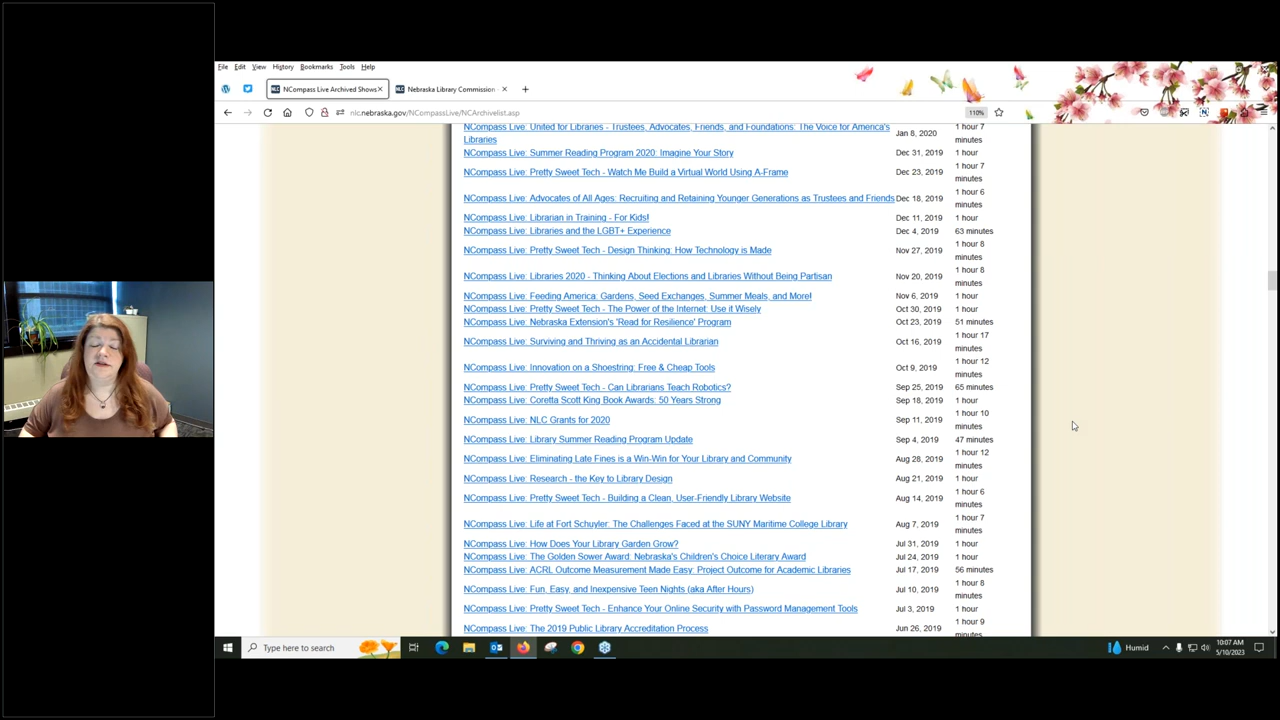 File Edit View History Bookmarks Tools Help
NCompass Live Archived Shows × Nebraska Library Commission × +
nlc.nebraska.gov/NCompassLive/NCArchivelist.asp 110%
NCompass Live: United for Libraries - Trustees, Advocates, Friends, and Foundations: The Voice for America's
Libraries Jan 8, 2020 1 hour 7
minutes
NCompass Live: Summer Reading Program 2020: Imagine Your Story Dec 31, 2019 1 hour
NCompass Live: Pretty Sweet Tech - Watch Me Build a Virtual World Using A-Frame Dec 23, 2019 1 hour 7
minutes
NCompass Live: Advocates of All Ages: Recruiting and Retaining Younger Generations as Trustees and Friends Dec 18, 2019 1 hour 6
minutes
NCompass Live: Librarian in Training - For Kids! Dec 11, 2019 1 hour
NCompass Live: Libraries and the LGBT+ Experience Dec 4, 2019 63 minutes
NCompass Live: Pretty Sweet Tech - Design Thinking: How Technology is Made Nov 27, 2019 1 hour 8
minutes
NCompass Live: Libraries 2020 - Thinking About Elections and Libraries Without Being Partisan Nov 20, 2019 1 hour 8
minutes
NCompass Live: Feeding America: Gardens, Seed Exchanges, Summer Meals, and More! Nov 6, 2019 1 hour
NCompass Live: Pretty Sweet Tech - The Power of the Internet: Use it Wisely Oct 30, 2019 1 hour
NCompass Live: Nebraska Extension's 'Read for Resilience' Program Oct 23, 2019 51 minutes
NCompass Live: Surviving and Thriving as an Accidental Librarian Oct 16, 2019 1 hour 17
minutes
NCompass Live: Innovation on a Shoestring: Free & Cheap Tools Oct 9, 2019 1 hour 12
minutes
NCompass Live: Pretty Sweet Tech - Can Librarians Teach Robotics? Sep 25, 2019 65 minutes
NCompass Live: Coretta Scott King Book Awards: 50 Years Strong Sep 18, 2019 1 hour
NCompass Live: NLC Grants for 2020 Sep 11, 2019 1 hour 10
minutes
NCompass Live: Library Summer Reading Program Update Sep 4, 2019 47 minutes
NCompass Live: Eliminating Late Fines is a Win-Win for Your Library and Community Aug 28, 2019 1 hour 12
minutes
NCompass Live: Research - the Key to Library Design Aug 21, 2019 1 hour
NCompass Live: Pretty Sweet Tech - Building a Clean, User-Friendly Library Website Aug 14, 2019 1 hour 6
minutes
NCompass Live: Life at Fort Schuyler: The Challenges Faced at the SUNY Maritime College Library Aug 7, 2019 1 hour 7
minutes
NCompass Live: How Does Your Library Garden Grow? Jul 31, 2019 1 hour
NCompass Live: The Golden Sower Award: Nebraska's Children's Choice Literary Award Jul 24, 2019 1 hour
NCompass Live: ACRL Outcome Measurement Made Easy: Project Outcome for Academic Libraries Jul 17, 2019 56 minutes
NCompass Live: Fun, Easy, and Inexpensive Teen Nights (aka After Hours) Jul 10, 2019 1 hour 8
minutes
NCompass Live: Pretty Sweet Tech - Enhance Your Online Security with Password Management Tools Jul 3, 2019 1 hour
NCompass Live: The 2019 Public Library Accreditation Process Jun 26, 2019 1 hour 9
minutes
Type here to search Humid 10:07 AM
5/10/2023